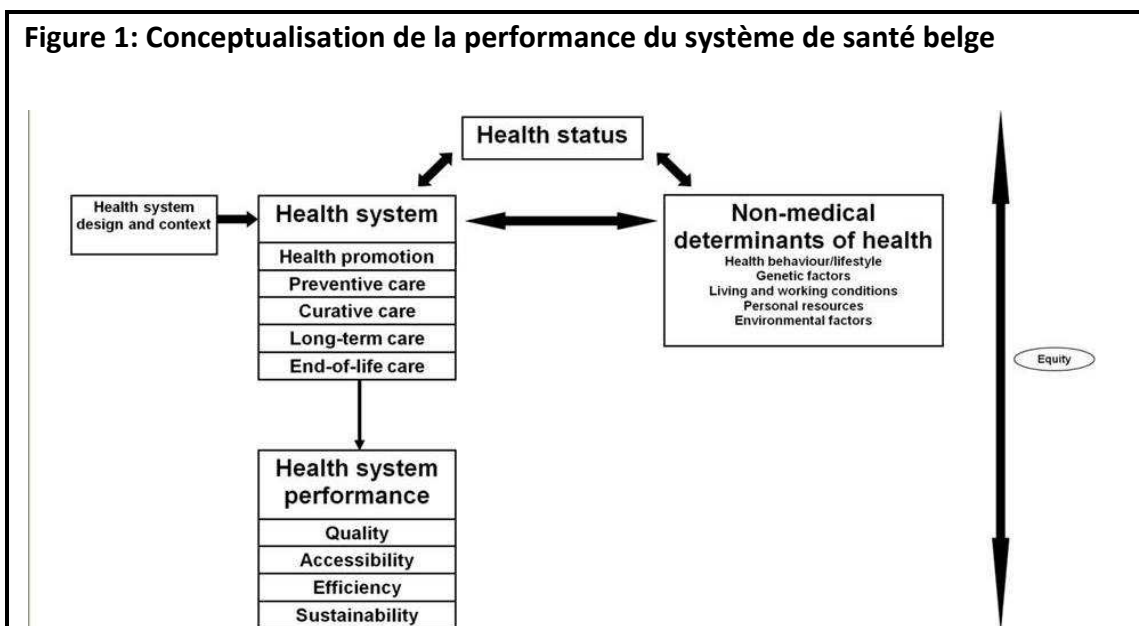 Figure 1: Conceptualisation de la performance du système de santé belge
Health status
Health system
design and context
Health system
Health promotion
Preventive care
Curative care
Long-term care
End-of-life care
Non-medical
determinants of health
Health behaviour/lifestyle
Genetic factors
Living and working conditions
Personal resources
Environmental factors
Equity
Health system
performance
Quality
Accessibility
Efficiency
Sustainability